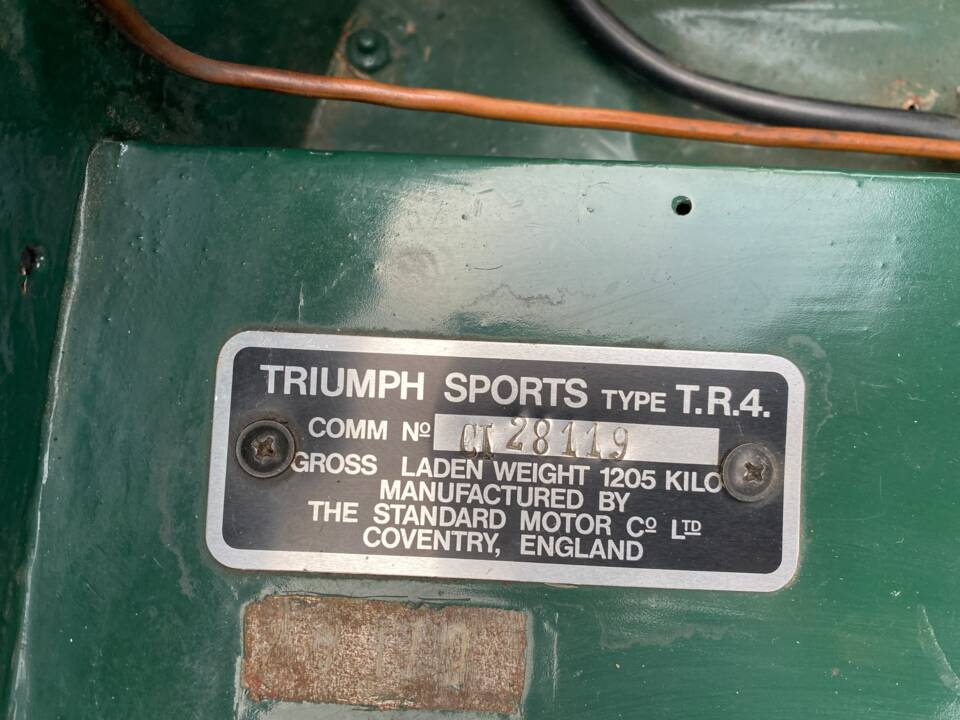 TRIUMPH SPORTS TYPE T.R.4.
COMM Nº CT 28119
GROSS LADEN WEIGHT 1205 KILO
MANUFACTURED BY
THE STANDARD MOTOR Cº LTD
COVENTRY, ENGLAND